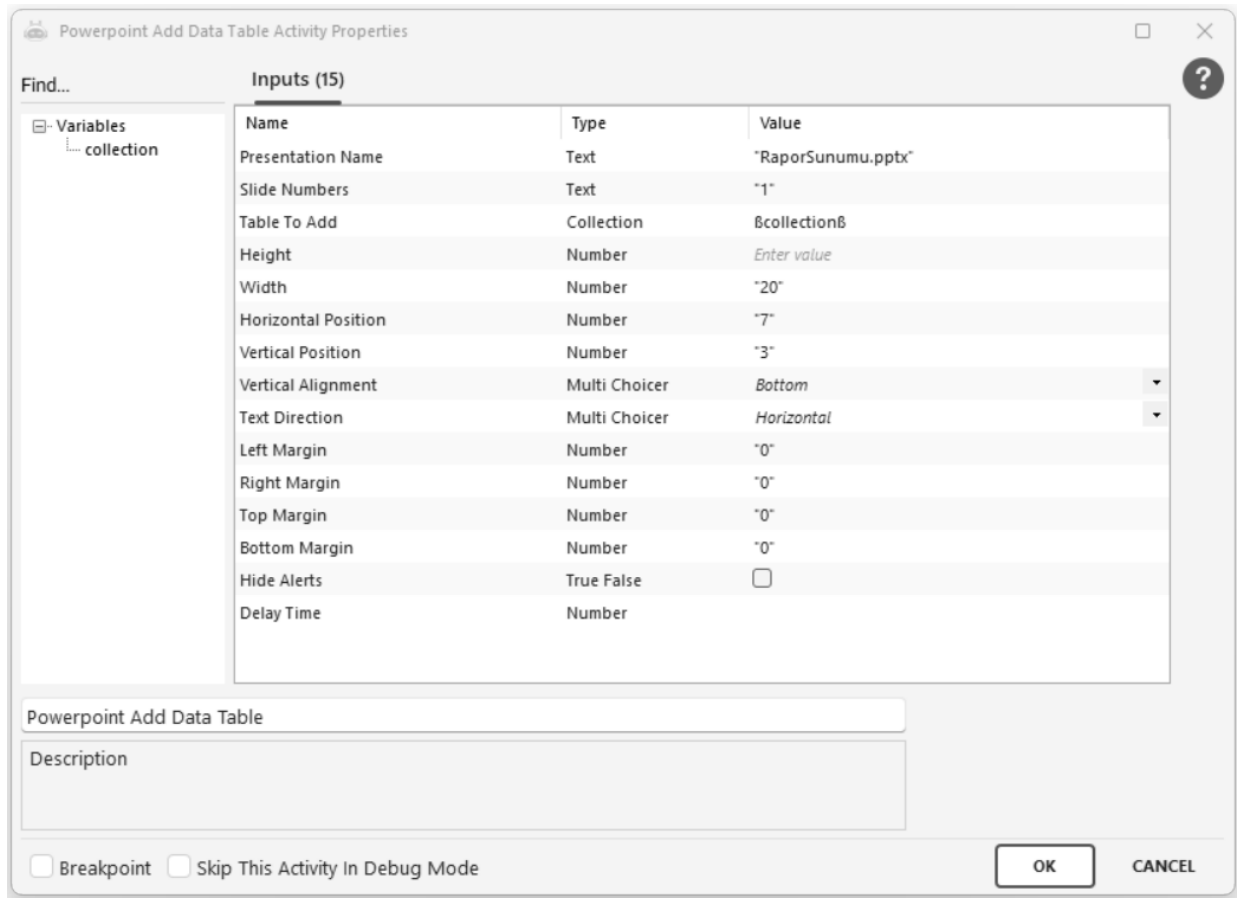 Powerpoint Add Data Table Activity Properties
Find...
Inputs (15)
?
Variables
collection
Name Type Value
Presentation Name Text "RaporSunumu.pptx"
Slide Numbers Text "1"
Table To Add Collection ßcollectionß
Height Number Enter value
Width Number "20"
Horizontal Position Number "7"
Vertical Position Number "3"
Vertical Alignment Multi Choicer Bottom
Text Direction Multi Choicer Horizontal
Left Margin Number "0"
Right Margin Number "0"
Top Margin Number "0"
Bottom Margin Number "0"
Hide Alerts True False
Delay Time Number
Powerpoint Add Data Table
Description
Breakpoint Skip This Activity In Debug Mode OK CANCEL